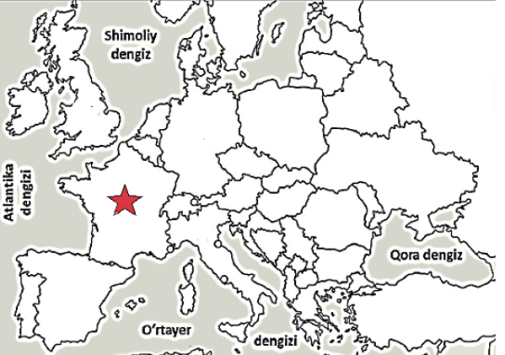 Shimoliy
dengiz
Atlantika
dengizi
Qora dengiz
O‘rtayer
dengizi